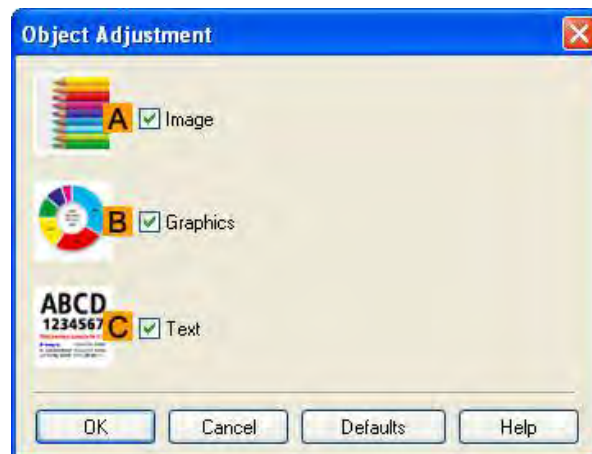 Object Adjustment
A Image
B Graphics
ABCD
1234567
C Text
OK Cancel Defaults Help